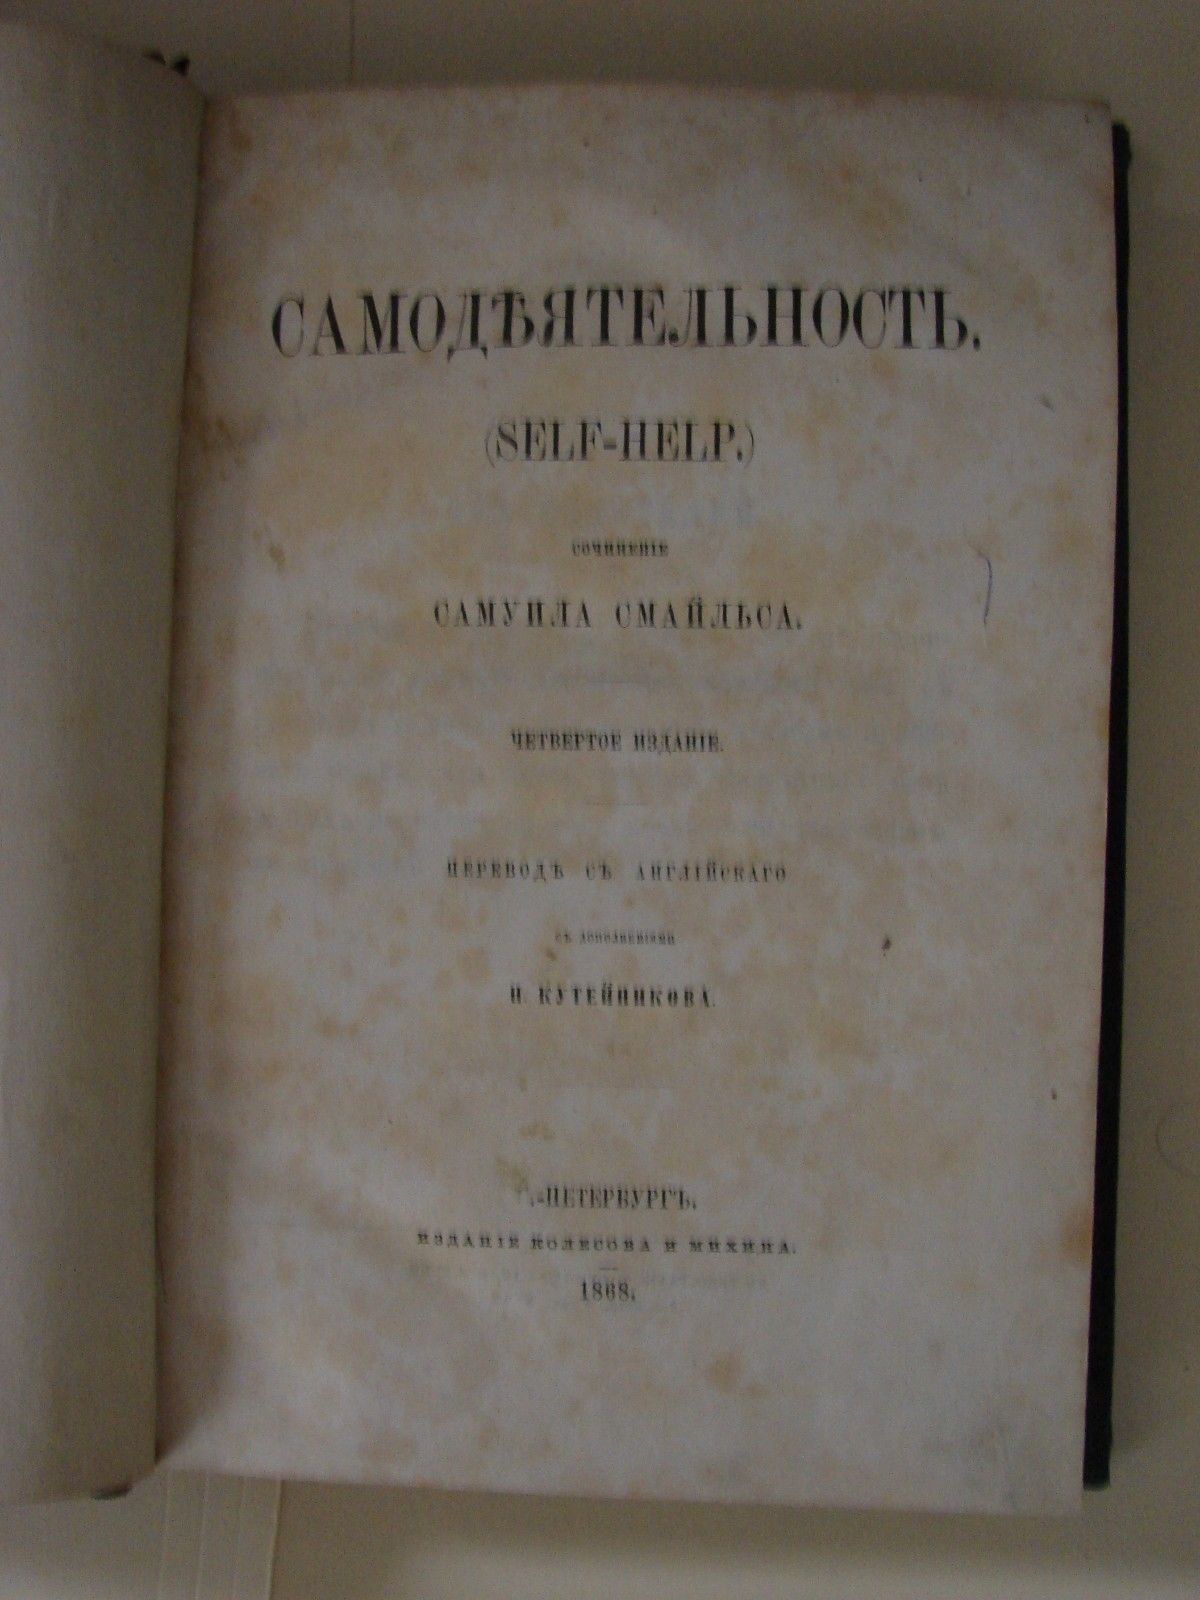 САМОДѢЯТЕЛЬНОСТЬ.
(SELF-HELP.)
СОЧИНЕНІЕ
САМУИЛА СМАЙЛЬСА.
ЧЕТВЕРТОЕ ИЗДАНІЕ.
ПЕРЕВОДЪ СЪ АНГЛІЙСКАГО
СЪ ДОПОЛНЕНІЯМИ
Н. КУТЕЙНИКОВА.
.-ПЕТЕРБУРГЪ.
ИЗДАНІЕ КОЛЕСОВА И МИХИНА.
1868.